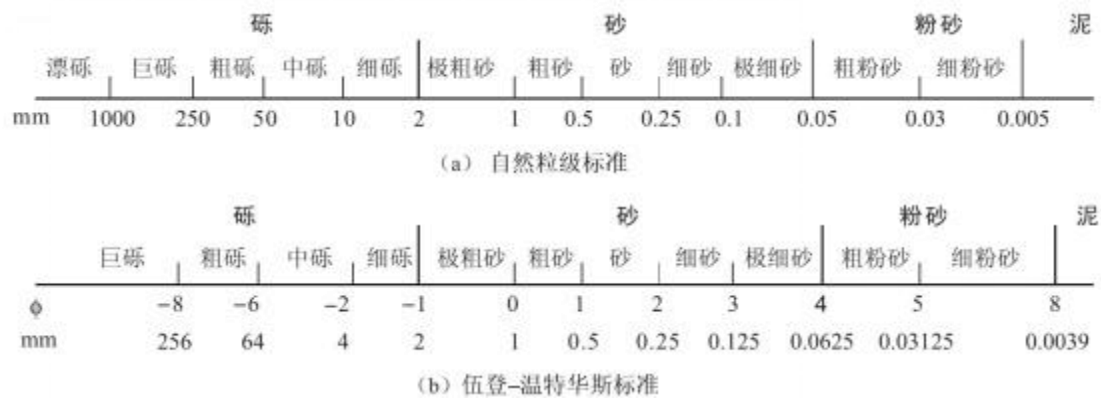 砾 砂 粉砂 泥
漂砾 巨砾 粗砾 中砾 细砾 极粗砂 粗砂 砂 细砂 极细砂 粗粉砂 细粉砂
mm 1000 250 50 10 2 1 0.5 0.25 0.1 0.05 0.03 0.005
（a） 自然粒级标准
砾 砂 粉砂 泥
巨砾 粗砾 中砾 细砾 极粗砂 粗砂 砂 细砂 极细砂 粗粉砂 细粉砂
ϕ −8 −6 −2 −1 0 1 2 3 4 5 8
mm 256 64 4 2 1 0.5 0.25 0.125 0.0625 0.03125 0.0039
（b）伍登–温特华斯标准